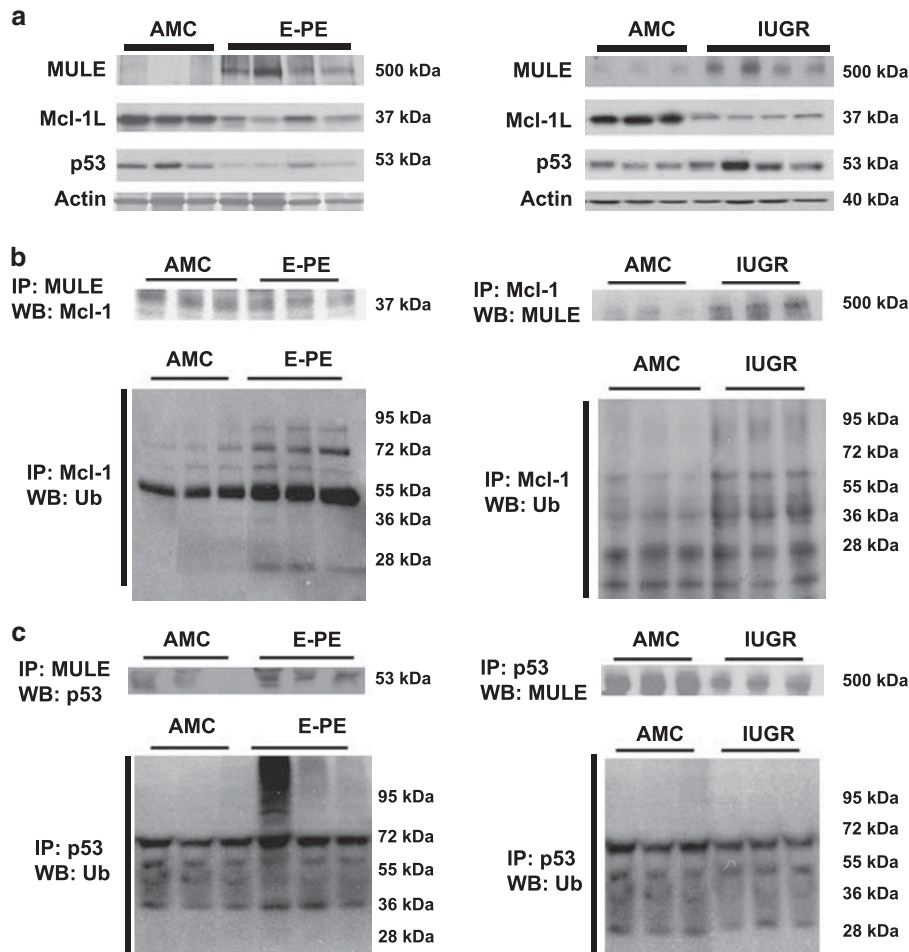 a
AMC E-PE
MULE 500 kDa
Mcl-1L 37 kDa
p53 53 kDa
Actin
AMC IUGR
MULE 500 kDa
Mcl-1L 37 kDa
p53 53 kDa
Actin 40 kDa
b
AMC E-PE
IP: MULE
WB: Mcl-1
37 kDa
AMC IUGR
IP: Mcl-1
WB: MULE
500 kDa
AMC E-PE
IP: Mcl-1
WB: Ub
95 kDa
72 kDa
55 kDa
36 kDa
28 kDa
AMC IUGR
IP: Mcl-1
WB: Ub
95 kDa
72 kDa
55 kDa
36 kDa
28 kDa
c
AMC E-PE
IP: MULE
WB: p53
53 kDa
AMC IUGR
IP: p53
WB: MULE
500 kDa
AMC E-PE
IP: p53
WB: Ub
95 kDa
72 kDa
55 kDa
36 kDa
28 kDa
AMC IUGR
IP: p53
WB: Ub
95 kDa
72 kDa
55 kDa
36 kDa
28 kDa